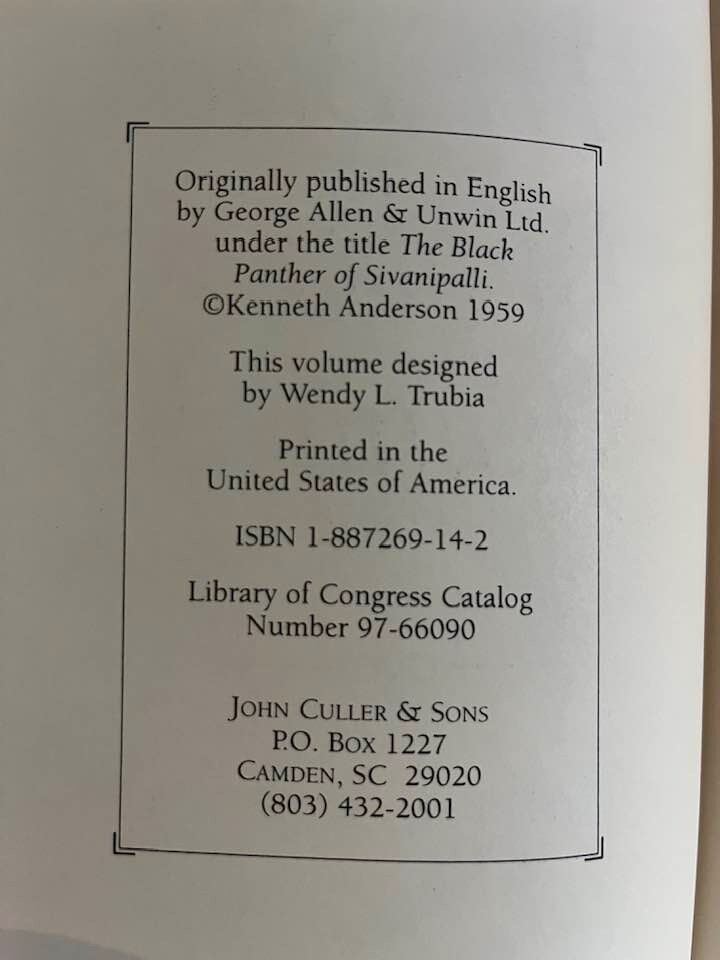 Originally published in English
by George Allen & Unwin Ltd.
under the title The Black
Panther of Sivanipalli.
©Kenneth Anderson 1959
This volume designed
by Wendy L. Trubia
Printed in the
United States of America.
ISBN 1-887269-14-2
Library of Congress Catalog
Number 97-66090
JOHN CULLER & SONS
P.O. BOX 1227
CAMDEN, SC 29020
(803) 432-2001